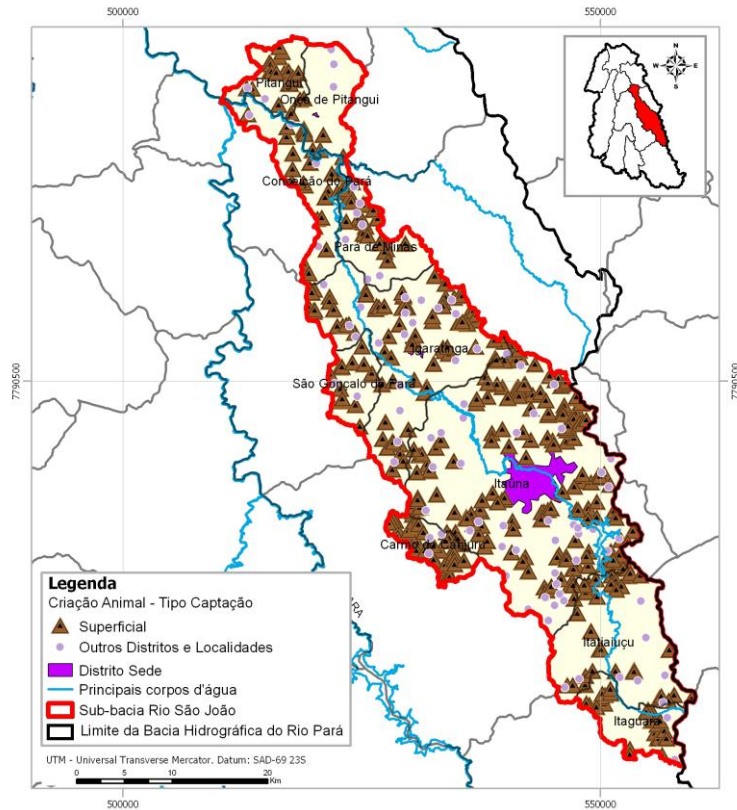 500000
550000
N
W E
S
Pitangui
Onça de Pitangui
Conceição do Pará
Pará de Minas
Igaratinga
7790500
7790500
São Gonçalo do Pará
Itaúna
Carmo do Cajuru
Itatiaiuçu
Itaguara
Legenda
Criação Animal - Tipo Captação
Superficial
Outros Distritos e Localidades
Distrito Sede
Principais corpos d'água
Sub-bacia Rio São João
Limite da Bacia Hidrográfica do Rio Pará
UTM - Universal Transverse Mercator. Datum: SAD-69 23S
0 5 10 20
Km
500000
550000